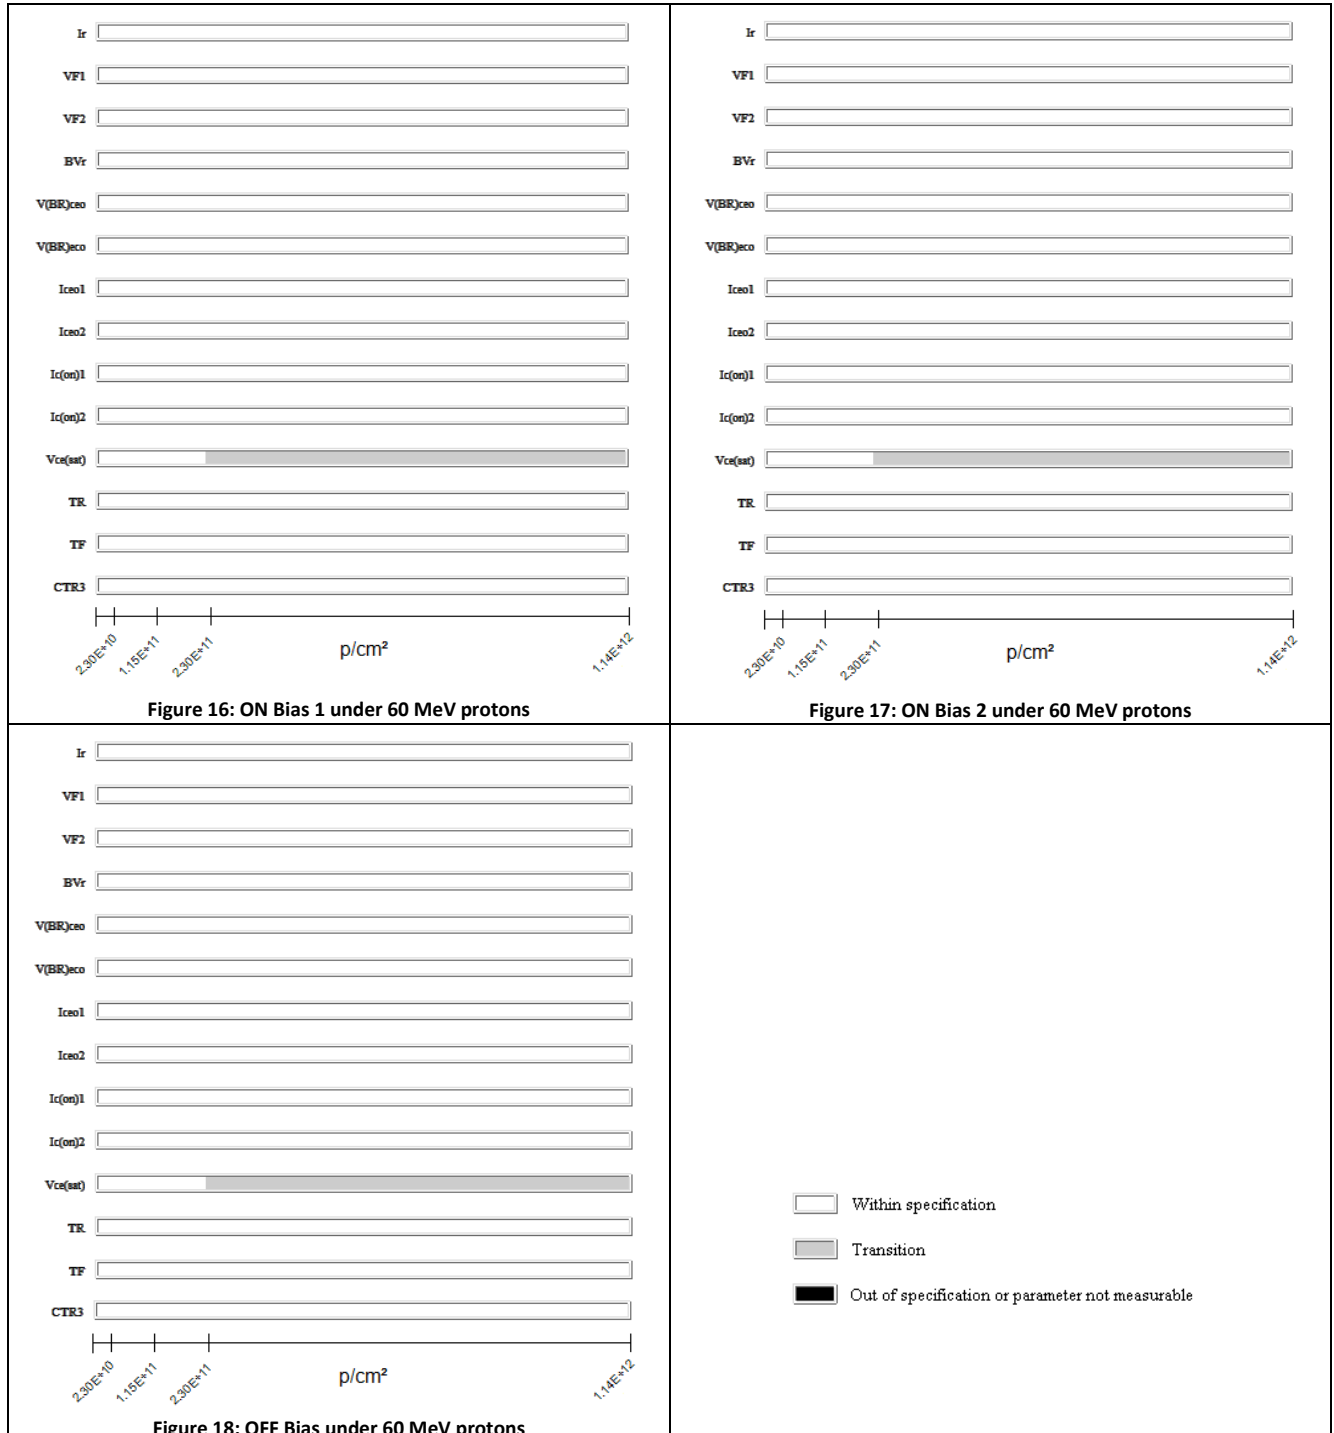 Ir
VF1
VF2
BVr
V(BR)ceo
V(BR)eco
Iceo1
Iceo2
Ic(on)1
Ic(on)2
Vce(sat)
TR
TF
CTR3
2.30E+10
1.15E+11
2.30E+11
p/cm²
1.14E+12
Figure 16: ON Bias 1 under 60 MeV protons
Ir
VF1
VF2
BVr
V(BR)ceo
V(BR)eco
Iceo1
Iceo2
Ic(on)1
Ic(on)2
Vce(sat)
TR
TF
CTR3
2.30E+10
1.15E+11
2.30E+11
p/cm²
1.14E+12
Figure 17: ON Bias 2 under 60 MeV protons
Ir
VF1
VF2
BVr
V(BR)ceo
V(BR)eco
Iceo1
Iceo2
Ic(on)1
Ic(on)2
Vce(sat)
TR
TF
CTR3
2.30E+10
1.15E+11
2.30E+11
p/cm²
1.14E+12
Figure 18: OFF Bias under 60 MeV protons
Within specification
Transition
Out of specification or parameter not measurable